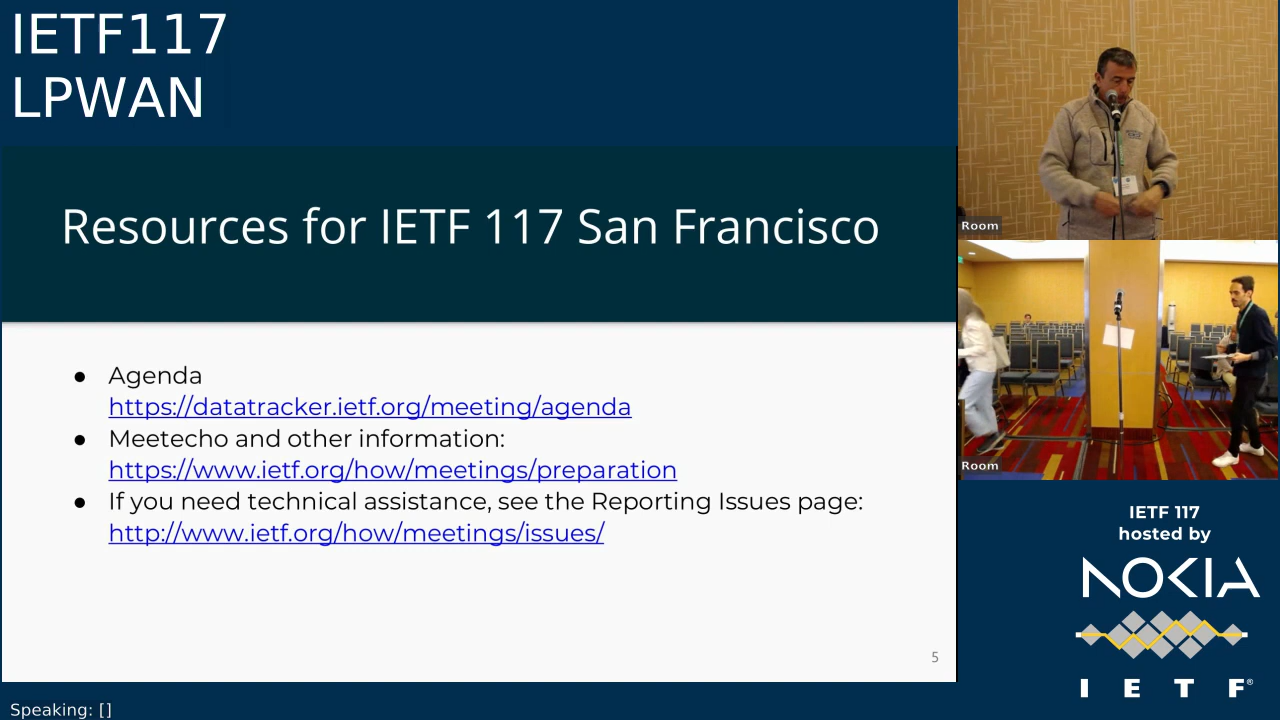 IETF117
LPWAN
Resources for IETF 117 San Francisco
● Agenda
https://datatracker.ietf.org/meeting/agenda
● Meetecho and other information:
https://www.ietf.org/how/meetings/preparation
● If you need technical assistance, see the Reporting Issues page:
http://www.ietf.org/how/meetings/issues/
5
Speaking: []
Room
Room
IETF 117
hosted by
NOKIA
I E T F®